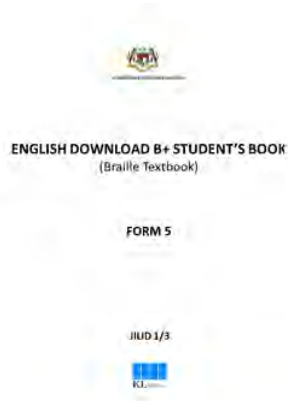 ENGLISH DOWNLOAD B+ STUDENT'S BOOK
(Braille Textbook)
FORM 5
JILID 1/3